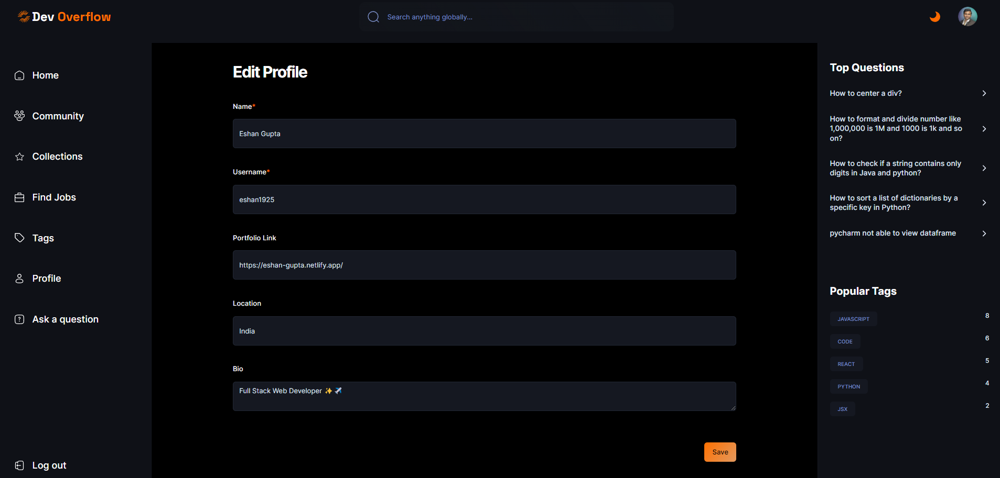 Dev Overflow
Search anything globally...
Home
Community
Collections
Find Jobs
Tags
Profile
Ask a question
Log out
Edit Profile
Name*
Eshan Gupta
Username*
eshan1925
Portfolio Link
https://eshan-gupta.netlify.app/
Location
India
Bio
Full Stack Web Developer ✨ ✈️
Save
Top Questions
How to center a div?
How to format and divide number like
1,000,000 is 1M and 1000 is 1k and so
on?
How to check if a string contains only
digits in Java and python?
How to sort a list of dictionaries by a
specific key in Python?
pycharm not able to view dataframe
Popular Tags
JAVASCRIPT 8
CODE 6
REACT 5
PYTHON 4
JSX 2